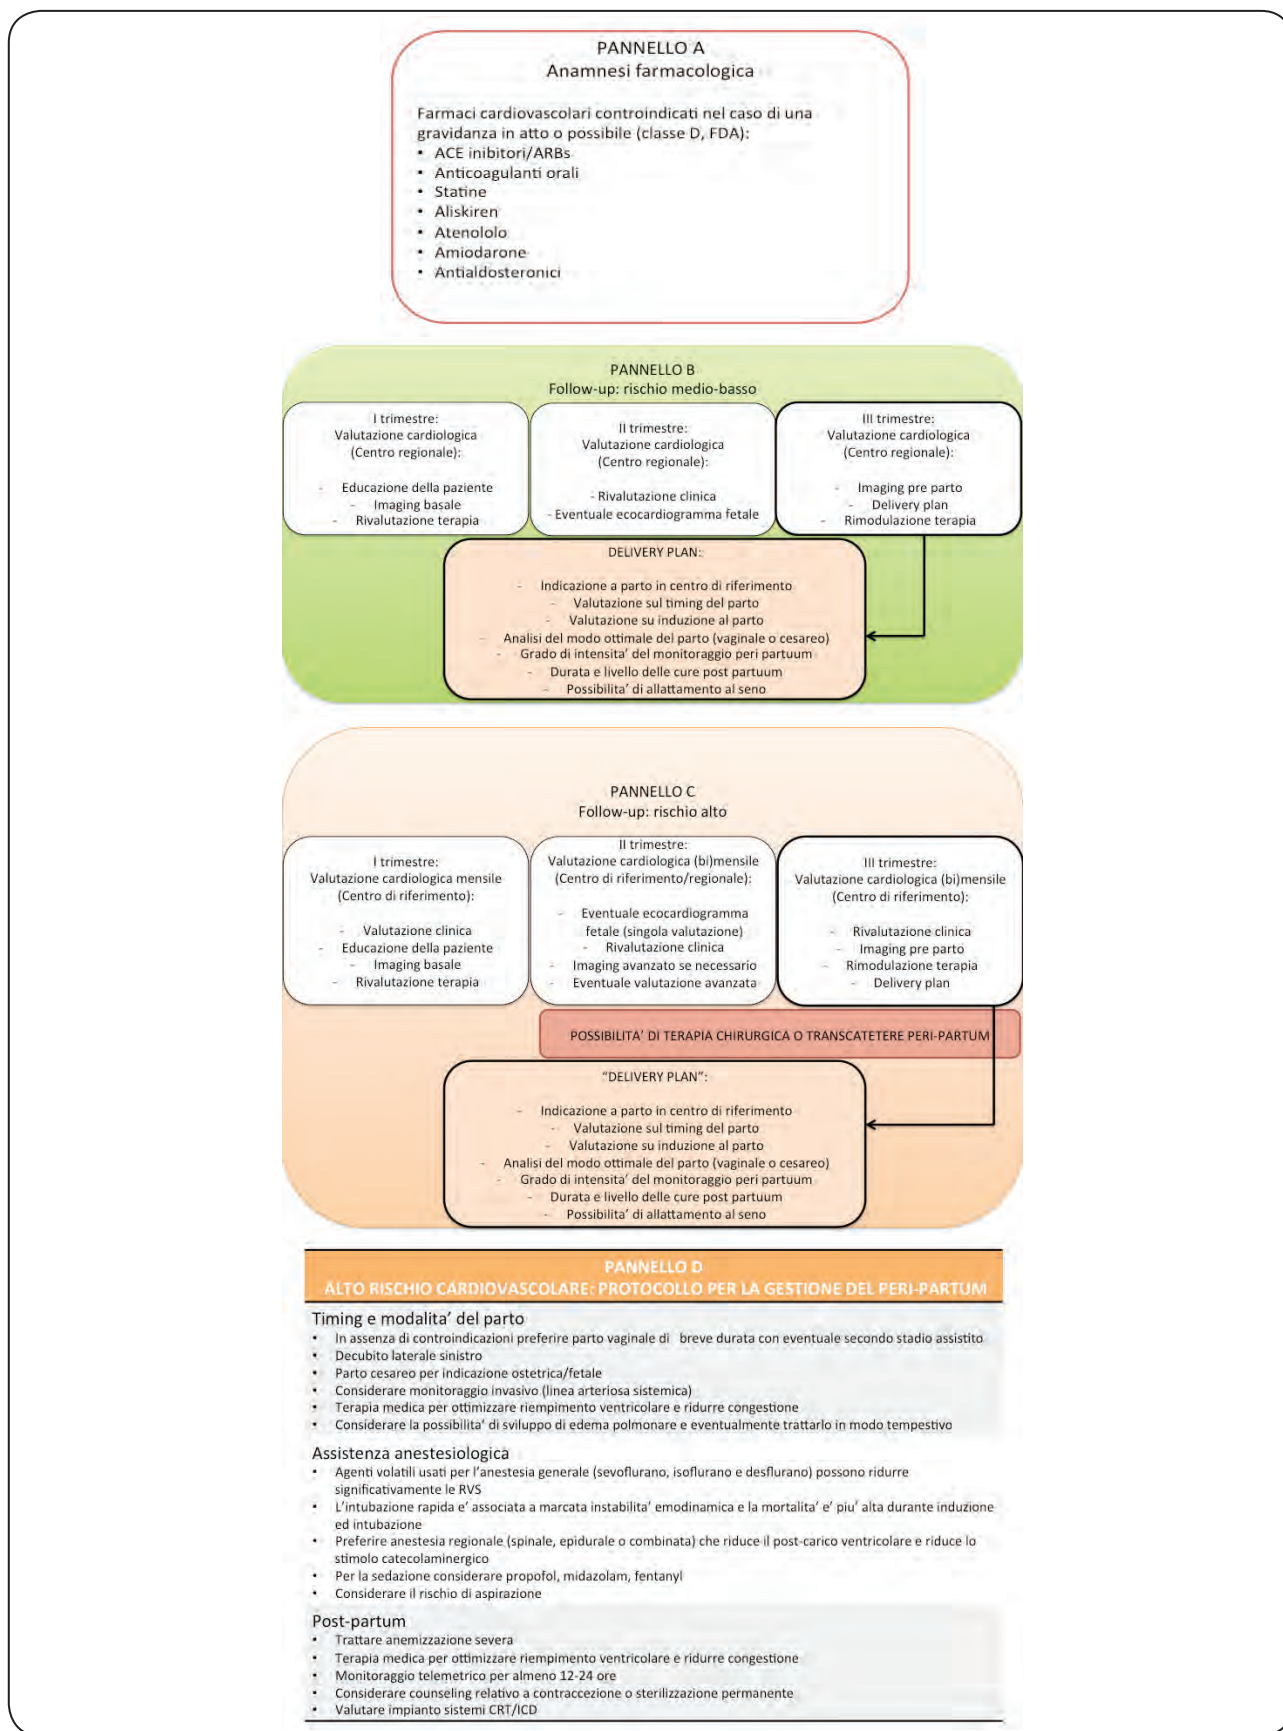 PANNELLO A
Anamnesi farmacologica
Farmaci cardiovascolari controindicati nel caso di una
gravidanza in atto o possibile (classe D, FDA):
• ACE inibitori/ARBs
• Anticoagulanti orali
• Statine
• Aliskiren
• Atenololo
• Amiodarone
• Antialdosteronici
PANNELLO B
Follow-up: rischio medio-basso
I trimestre:
Valutazione cardiologica
(Centro regionale):
- Educazione della paziente
- Imaging basale
- Rivalutazione terapia
II trimestre:
Valutazione cardiologica
(Centro regionale):
- Rivalutazione clinica
- Eventuale ecocardiogramma fetale
III trimestre:
Valutazione cardiologica
(Centro regionale):
- Imaging pre parto
- Delivery plan
- Rimodulazione terapia
DELIVERY PLAN:
- Indicazione a parto in centro di riferimento
- Valutazione sul timing del parto
- Valutazione su induzione al parto
- Analisi del modo ottimale del parto (vaginale o cesareo)
- Grado di intensita' del monitoraggio peri partuum
- Durata e livello delle cure post partuum
- Possibilita' di allattamento al seno
PANNELLO C
Follow-up: rischio alto
I trimestre:
Valutazione cardiologica mensile
(Centro di riferimento):
- Valutazione clinica
- Educazione della paziente
- Imaging basale
- Rivalutazione terapia
II trimestre:
Valutazione cardiologica (bi)mensile
(Centro di riferimento/regionale):
- Eventuale ecocardiogramma
fetale (singola valutazione)
- Rivalutazione clinica
- Imaging avanzato se necessario
- Eventuale valutazione avanzata
III trimestre:
Valutazione cardiologica (bi)mensile
(Centro di riferimento):
- Rivalutazione clinica
- Imaging pre parto
- Rimodulazione terapia
- Delivery plan
POSSIBILITA' DI TERAPIA CHIRURGICA O TRANSCATETERE PERI-PARTUM
"DELIVERY PLAN":
- Indicazione a parto in centro di riferimento
- Valutazione sul timing del parto
- Valutazione su induzione al parto
- Analisi del modo ottimale del parto (vaginale o cesareo)
- Grado di intensita' del monitoraggio peri partuum
- Durata e livello delle cure post partuum
- Possibilita' di allattamento al seno
PANNELLO D
ALTO RISCHIO CARDIOVASCOLARE: PROTOCOLLO PER LA GESTIONE DEL PERI-PARTUM
Timing e modalita' del parto
• In assenza di controindicazioni preferire parto vaginale di breve durata con eventuale secondo stadio assistito
• Decubito laterale sinistro
• Parto cesareo per indicazione ostetrica/fetale
• Considerare monitoraggio invasivo (linea arteriosa sistemica)
• Terapia medica per ottimizzare riempimento ventricolare e ridurre congestione
• Considerare la possibilita' di sviluppo di edema polmonare e eventualmente trattarlo in modo tempestivo
Assistenza anestesiologica
• Agenti volatili usati per l'anestesia generale (sevoflurano, isoflurano e desflurano) possono ridurre
significativamente le RVS
• L'intubazione rapida e' associata a marcata instabilita' emodinamica e la mortalita' e' piu' alta durante induzione
ed intubazione
• Preferire anestesia regionale (spinale, epidurale o combinata) che riduce il post-carico ventricolare e riduce lo
stimolo catecolaminergico
• Per la sedazione considerare propofol, midazolam, fentanyl
• Considerare il rischio di aspirazione
Post-partum
• Trattare anemizzazione severa
• Terapia medica per ottimizzare riempimento ventricolare e ridurre congestione
• Monitoraggio telemetrico per almeno 12-24 ore
• Considerare counseling relativo a contraccezione o sterilizzazione permanente
• Valutare impianto sistemi CRT/ICD